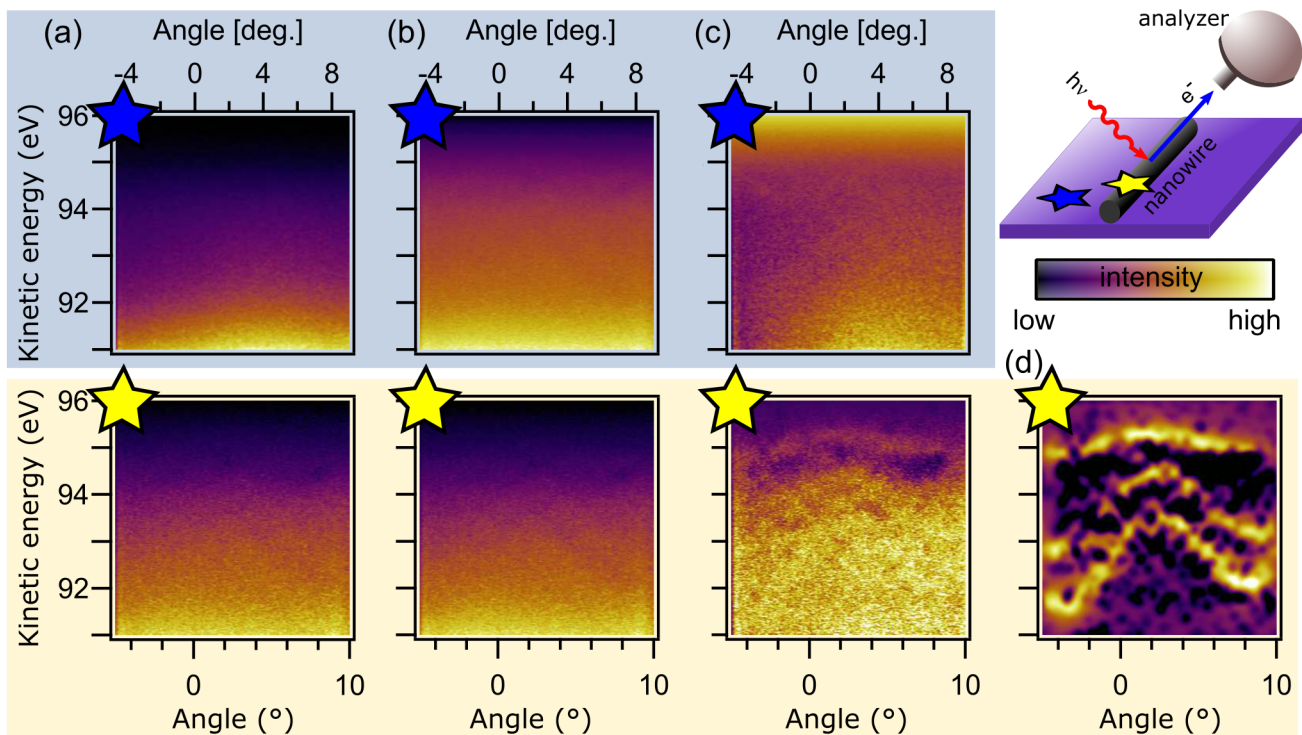 (a) Angle [deg.] (b) Angle [deg.] (c) Angle [deg.]
-4 0 4 8 -4 0 4 8 -4 0 4 8
analyzer
hν
e-
nanowire
Kinetic energy (eV)
96
94
92
intensity
low high
(d)
Kinetic energy (eV)
96
94
92
0 10 0 10 0 10 0 10
Angle (°) Angle (°) Angle (°) Angle (°)